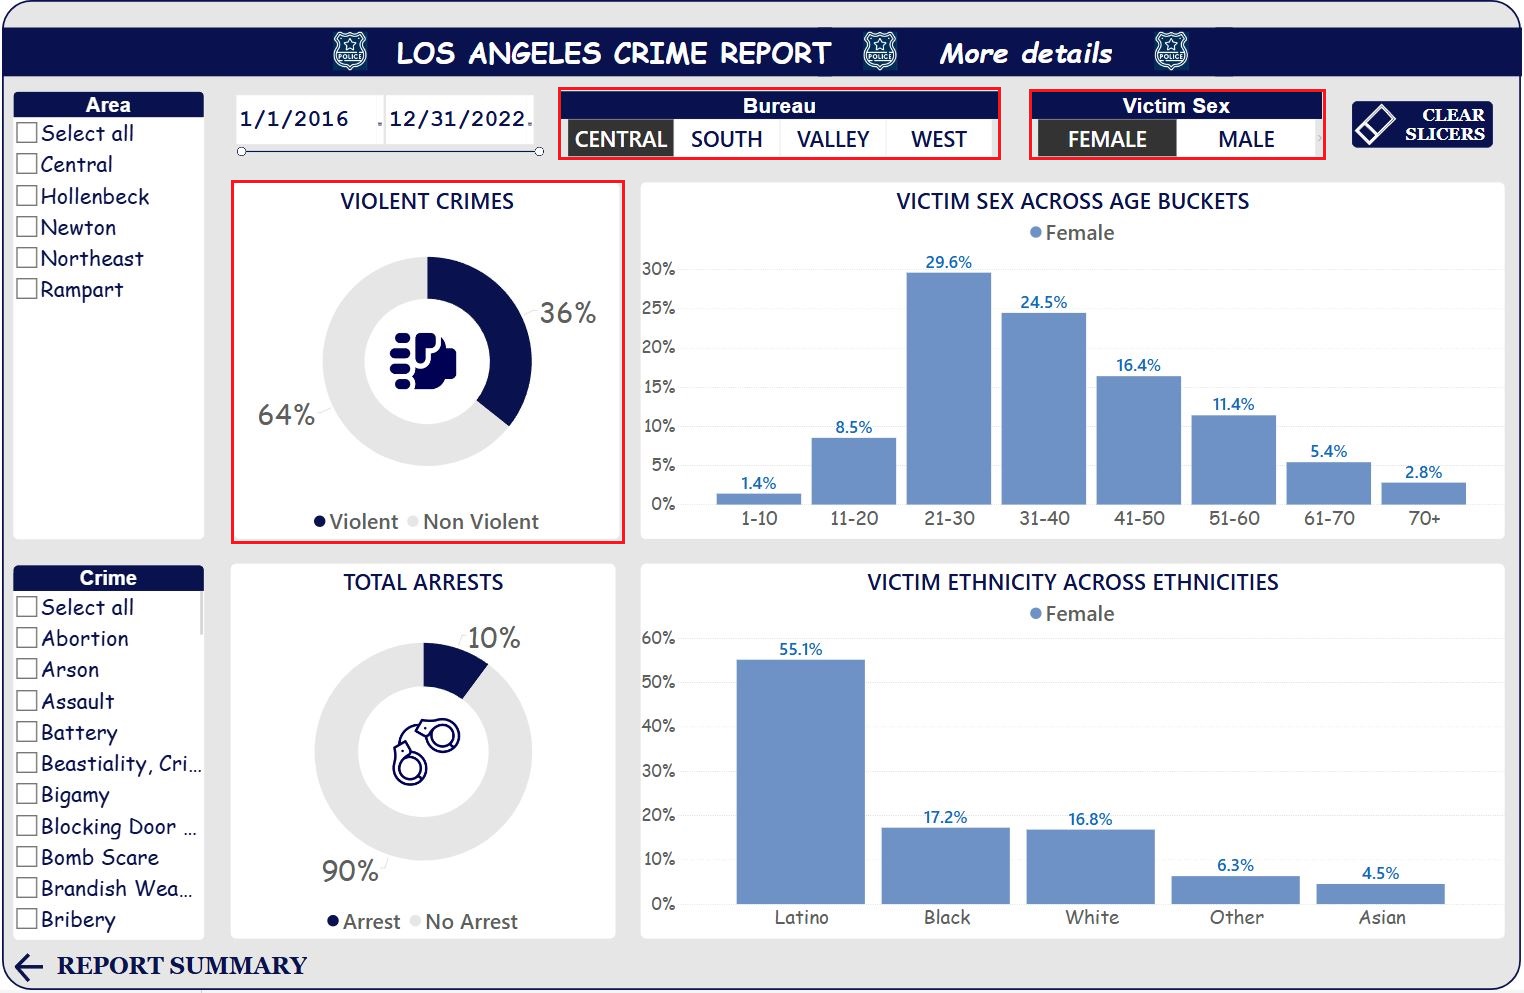 LOS ANGELES CRIME REPORT
More details
POLICE
POLICE
POLICE
Area
Select all
Central
Hollenbeck
Newton
Northeast
Rampart
1/1/2016
12/31/2022
Bureau
CENTRAL SOUTH VALLEY WEST
Victim Sex
FEMALE MALE
CLEAR
SLICERS
VIOLENT CRIMES
36%
64%
Violent Non Violent
VICTIM SEX ACROSS AGE BUCKETS
Female
30%
25%
20%
15%
10%
5%
0%
1.4%
8.5%
29.6%
24.5%
16.4%
11.4%
5.4%
2.8%
1-10 11-20 21-30 31-40 41-50 51-60 61-70 70+
Crime
Select all
Abortion
Arson
Assault
Battery
Beastiality, Cri...
Bigamy
Blocking Door ...
Bomb Scare
Brandish Wea...
Bribery
TOTAL ARRESTS
10%
90%
Arrest No Arrest
VICTIM ETHNICITY ACROSS ETHNICITIES
Female
60%
50%
40%
30%
20%
10%
0%
55.1%
17.2%
16.8%
6.3%
4.5%
Latino Black White Other Asian
REPORT SUMMARY